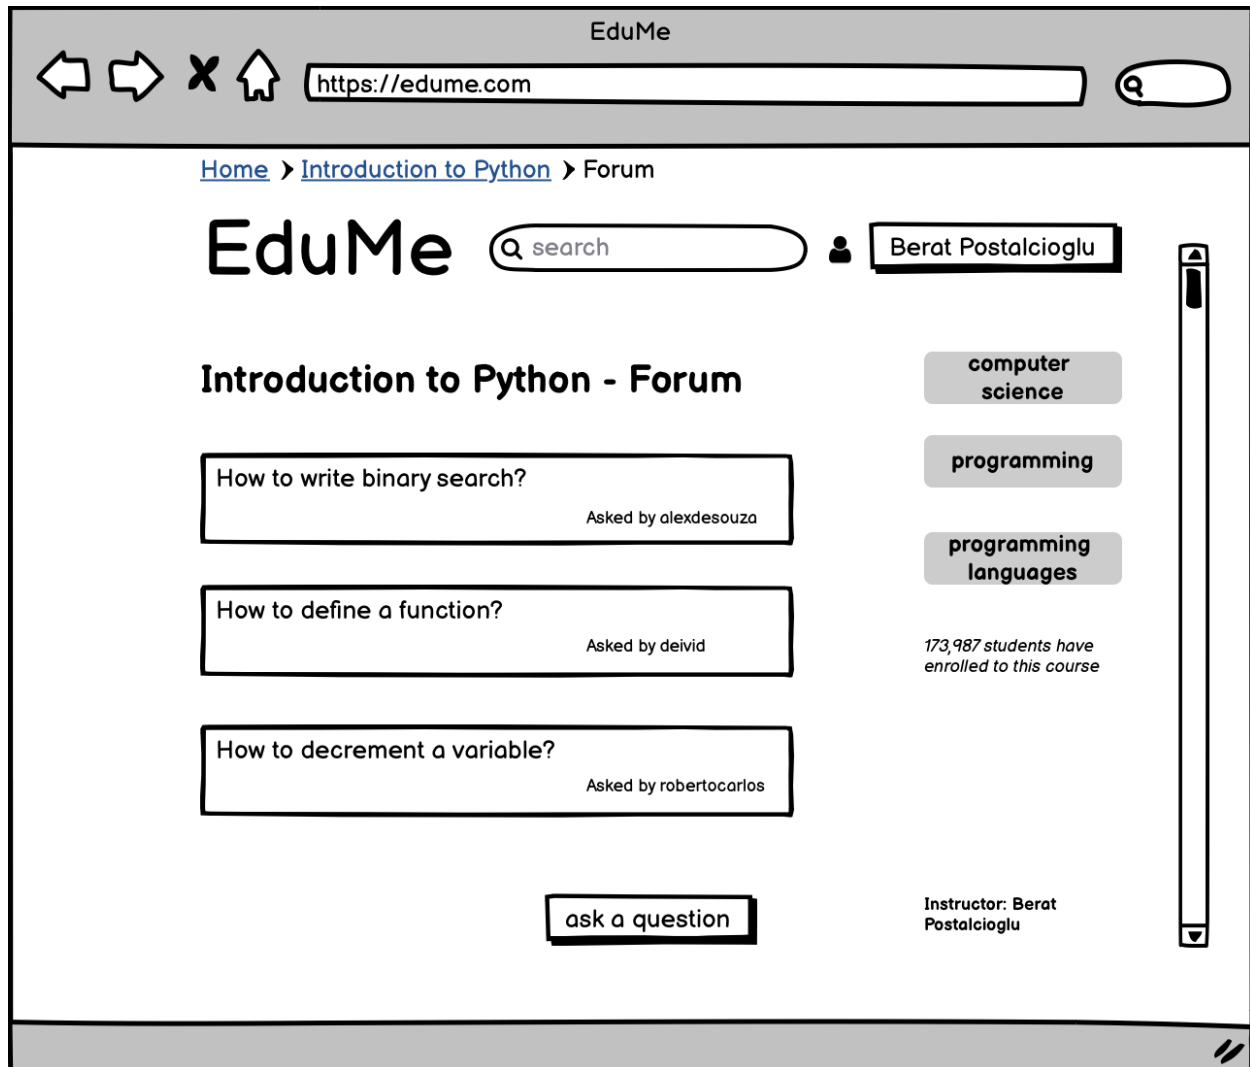 EduMe
https://edume.com
Home Introduction to Python Forum
EduMe search Berat Postalcioglu
Introduction to Python - Forum
computer
science
programming
How to write binary search?
Asked by alexdesouza
programming
languages
How to define a function?
Asked by deivid
173,987 students have
enrolled to this course
How to decrement a variable?
Asked by robertocarlos
ask a question
Instructor: Berat
Postalcioglu